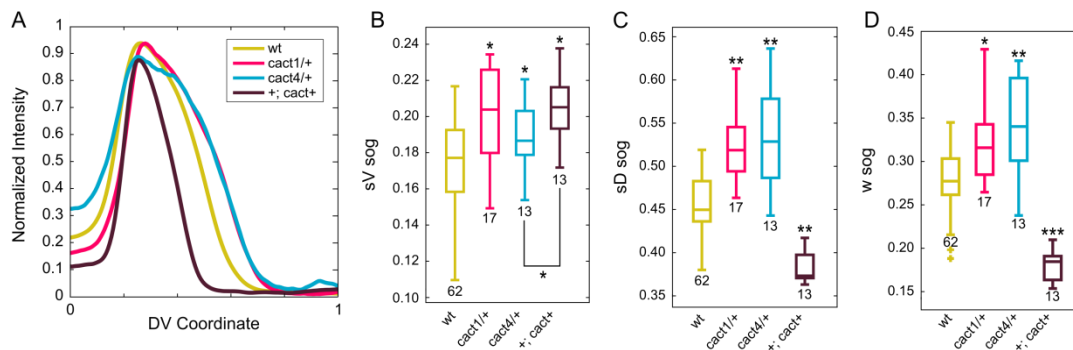 A
Normalized Intensity
1
0.9
0.8
0.7
0.6
0.5
0.4
0.3
0.2
0.1
0
wt
cact1/+
cact4/+
+; cact+
0
1
DV Coordinate
B
sV sog
0.24
0.22
0.20
0.18
0.16
0.14
0.12
0.10
*
*
*
62
17
13
13
*
wt
cact1/+
cact4/+
+; cact+
C
sD sog
0.65
0.60
0.55
0.50
0.45
0.40
0.35
**
**
**
62
17
13
13
wt
cact1/+
cact4/+
+; cact+
D
w sog
0.45
0.40
0.35
0.30
0.25
0.20
0.15
0.10
*
**
***
62
17
13
13
wt
cact1/+
cact4/+
+; cact+